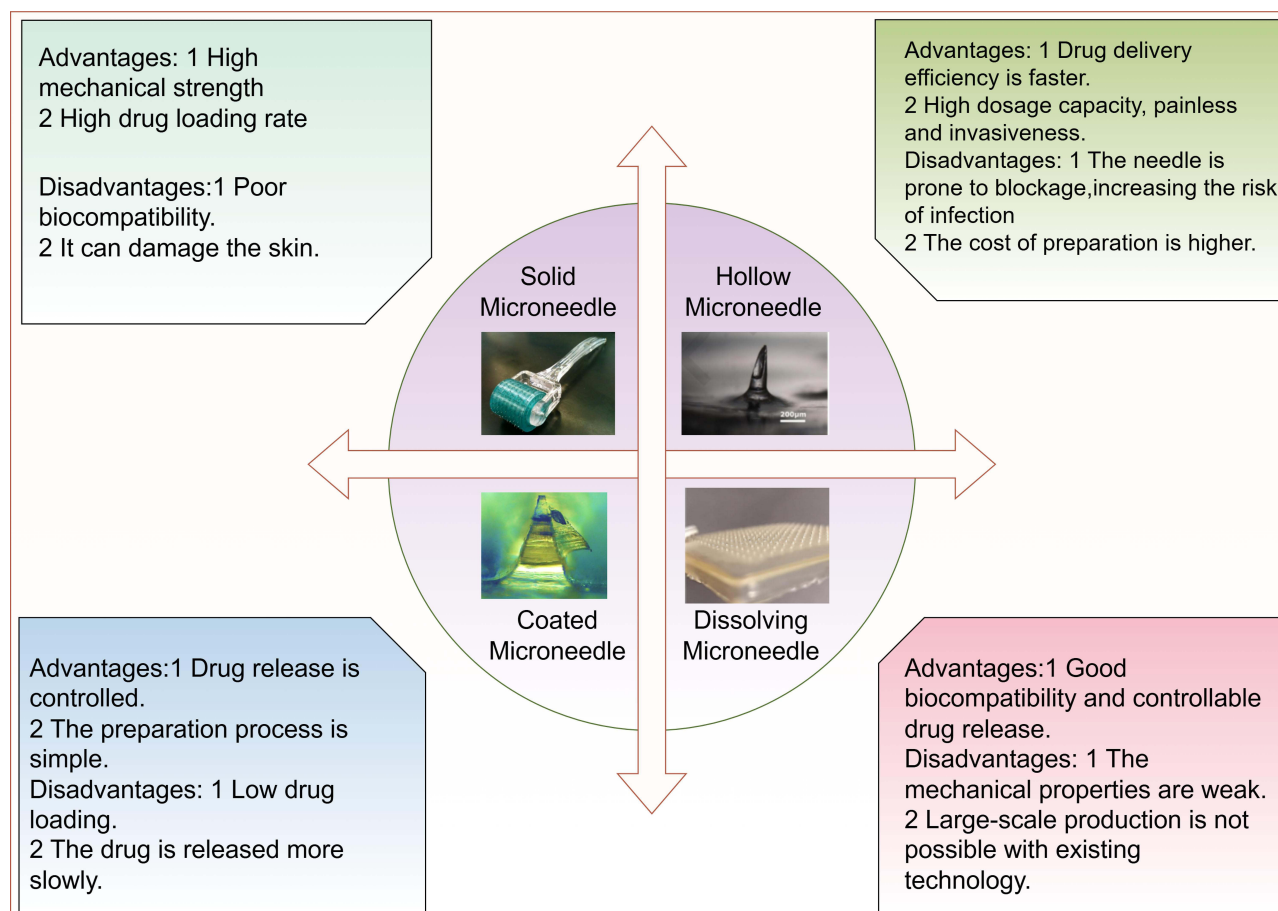 Advantages: 1 High
mechanical strength
2 High drug loading rate
Disadvantages:1 Poor
biocompatibility.
2 It can damage the skin.
Advantages: 1 Drug delivery
efficiency is faster.
2 High dosage capacity, painless
and invasiveness.
Disadvantages: 1 The needle is
prone to blockage,increasing the risk
of infection
2 The cost of preparation is higher.
Solid
Microneedle
Hollow
Microneedle
200μm
Coated
Microneedle
Dissolving
Microneedle
Advantages:1 Drug release is
controlled.
2 The preparation process is
simple.
Disadvantages: 1 Low drug
loading.
2 The drug is released more
slowly.
Advantages:1 Good
biocompatibility and controllable
drug release.
Disadvantages: 1 The
mechanical properties are weak.
2 Large-scale production is not
possible with existing
technology.